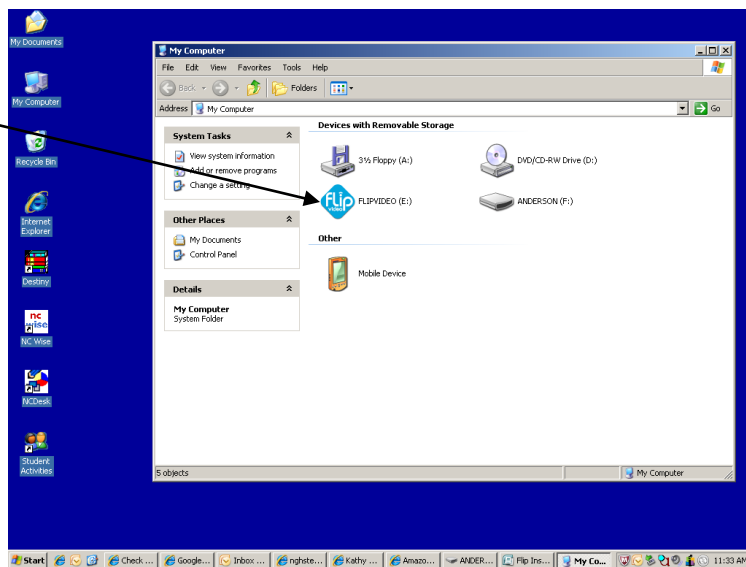 My Documents
My Computer
Recycle Bin
Internet
Explorer
Destiny
nc
wise
NC Wise
NCDesk
Student
Activities
My Computer
File Edit View Favorites Tools Help
Back Folders
Address My Computer Go
System Tasks
View system information
Add or remove programs
Change a setting
Other Places
My Documents
Control Panel
Details
My Computer
System Folder
Devices with Removable Storage
3½ Floppy (A:) DVD/CD-RW Drive (D:)
FLip
video
FLIPVIDEO (E:) ANDERSON (F:)
Other
Mobile Device
5 objects My Computer
Start Check ... Google... Inbox ... nghste... Kathy ... Amazo... ANDER... Flip Ins... My Co... 11:33 AM